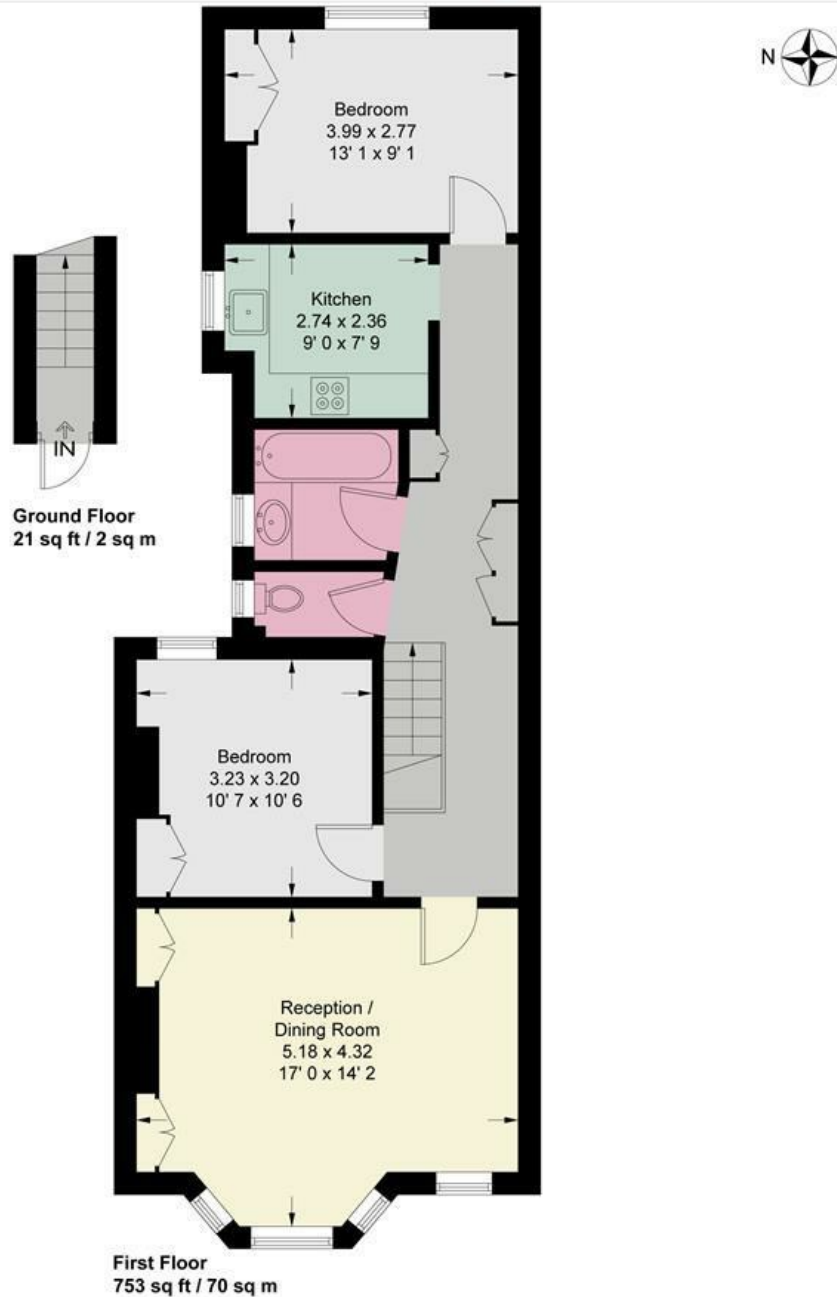 N
Bedroom
3.99 x 2.77
13' 1 x 9' 1
Kitchen
2.74 x 2.36
9' 0 x 7' 9
IN
Ground Floor
21 sq ft / 2 sq m
Bedroom
3.23 x 3.20
10' 7 x 10' 6
Reception /
Dining Room
5.18 x 4.32
17' 0 x 14' 2
First Floor
753 sq ft / 70 sq m